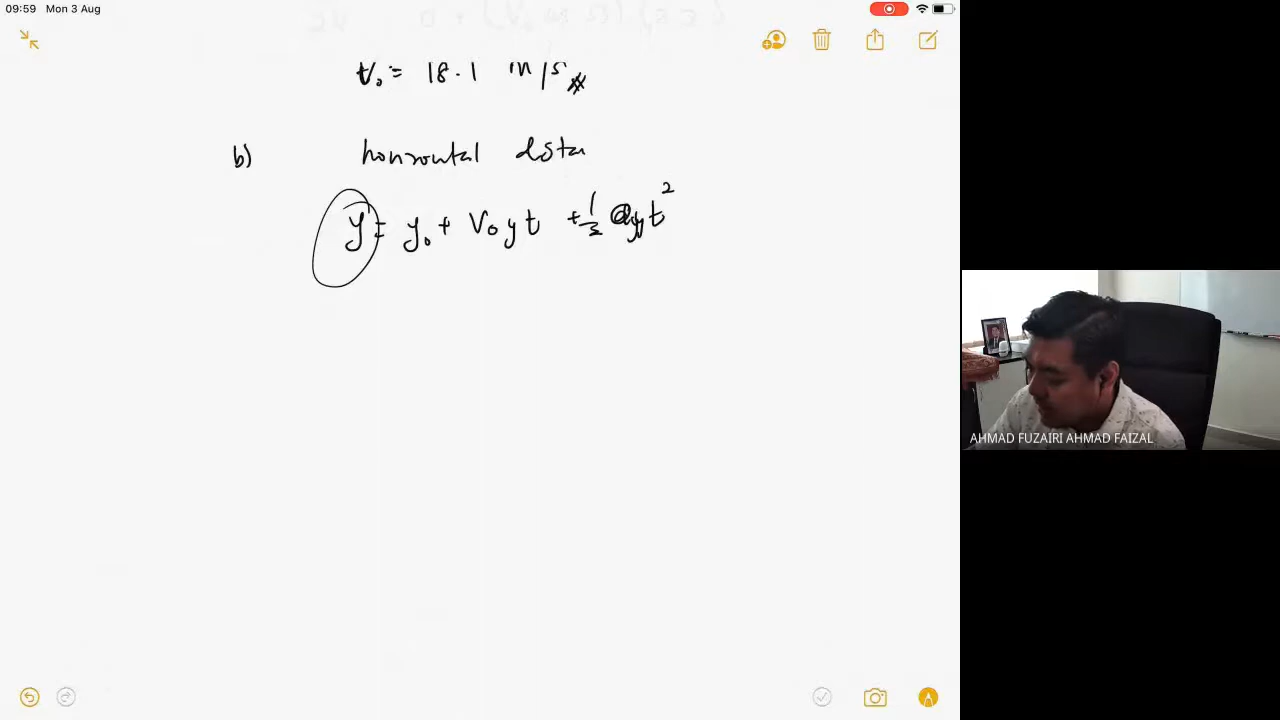 09:59 Mon 3 Aug
V₀ = 18.1 m/s
b) horizontal dista
y = y₀ + V₀y t + 1/2 ay t²
AHMAD FUZAIRI AHMAD FAIZAL